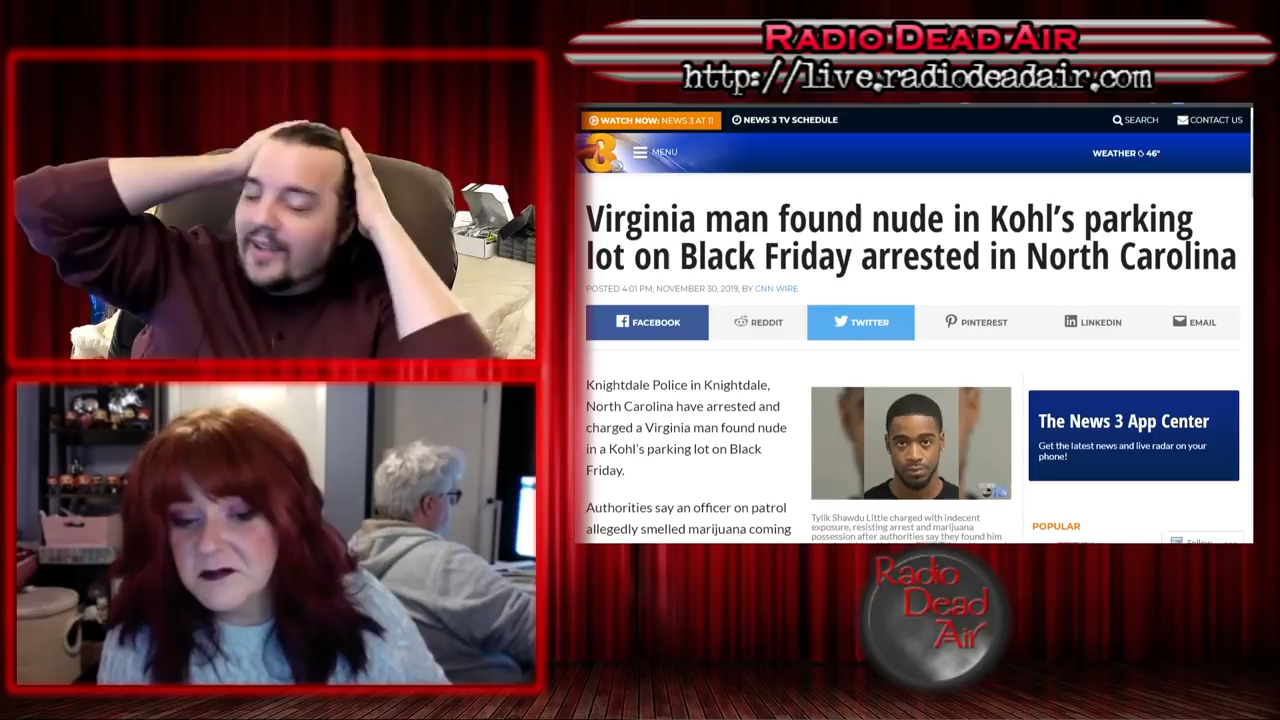 RADIO DEAD AIR
http://live.radiodeadair.com
WATCH NOW: NEWS 3 AT 11
NEWS 3 TV SCHEDULE
SEARCH
CONTACT US
3
MENU
WEATHER 46°
Virginia man found nude in Kohl's parking
lot on Black Friday arrested in North Carolina
POSTED 4:01 PM, NOVEMBER 30, 2019, BY CNN WIRE
FACEBOOK
REDDIT
TWITTER
PINTEREST
LINKEDIN
EMAIL
Knightdale Police in Knightdale,
North Carolina have arrested and
charged a Virginia man found nude
in a Kohl's parking lot on Black
Friday.
Authorities say an officer on patrol
allegedly smelled marijuana coming
Tylik Shawdu Little charged with indecent
exposure, resisting arrest and marijuana
possession after authorities say they found him
The News 3 App Center
Get the latest news and live radar on your
phone!
POPULAR
Follow
Radio
Dead
Air